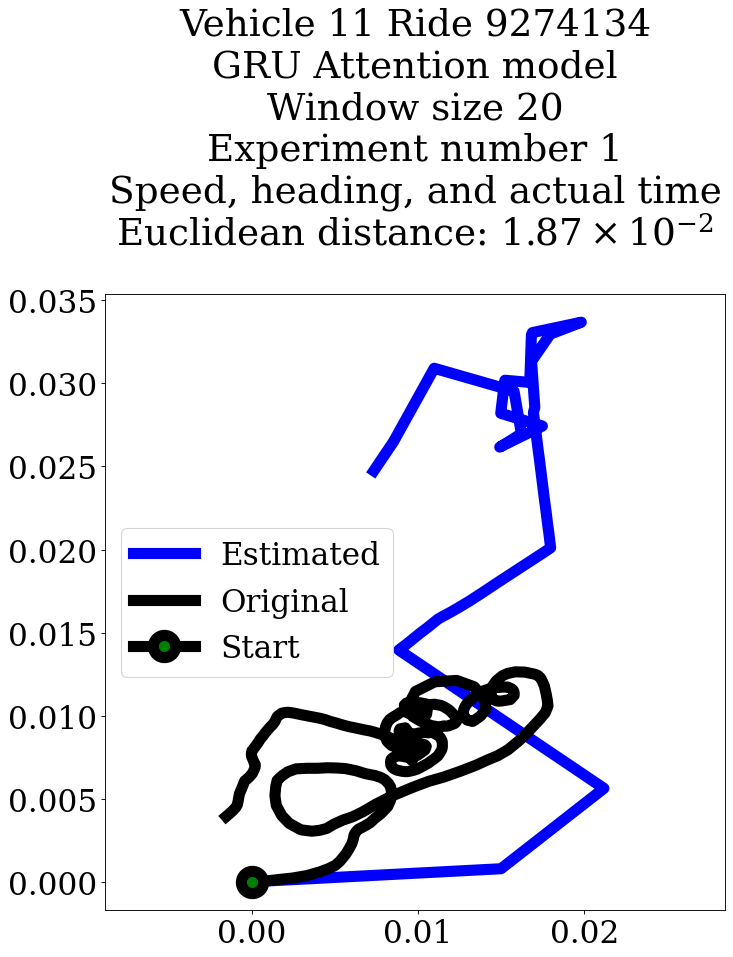 Vehicle 11 Ride 9274134
GRU Attention model
Window size 20
Experiment number 1
Speed, heading, and actual time
Euclidean distance: 1.87 × 10⁻²
0.035
0.030
0.025
0.020
0.015
0.010
0.005
0.000
Estimated
Original
Start
0.00 0.01 0.02